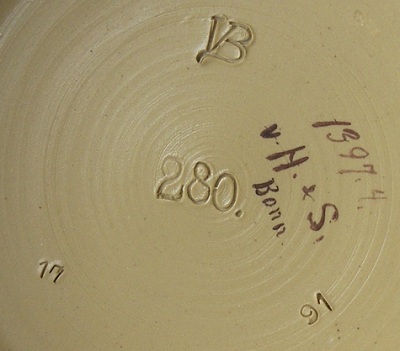 VB
280.
1397.4.
v. H. & S.
Bonn.
17
91